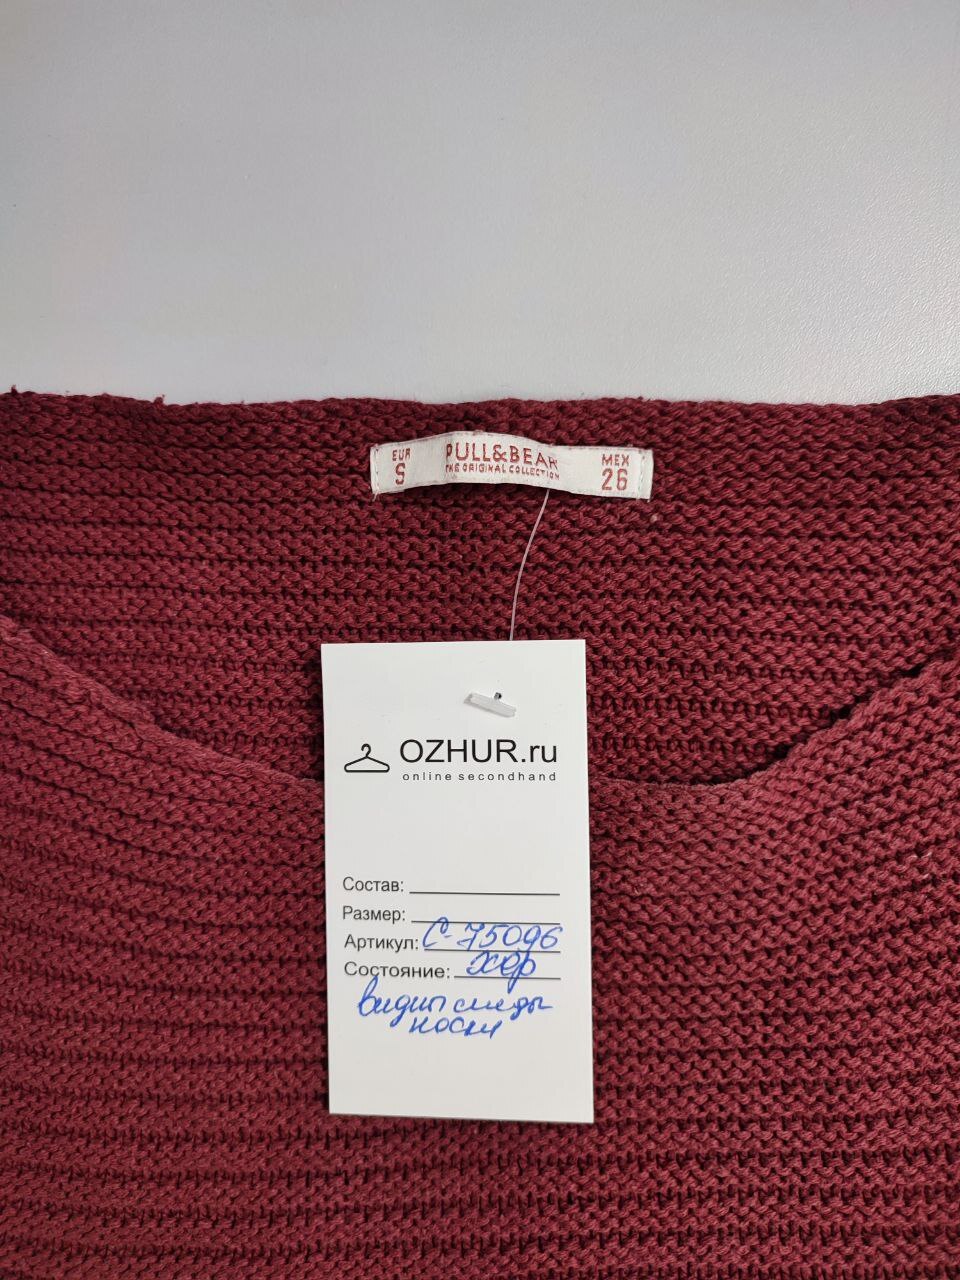 EUR PULL&BEAR MEX
S THE ORIGINAL COLLECTION 26
OZHUR.ru
online secondhand
Состав:
Размер:
Артикул: С-75096
Состояние: хор
видны следы
носки